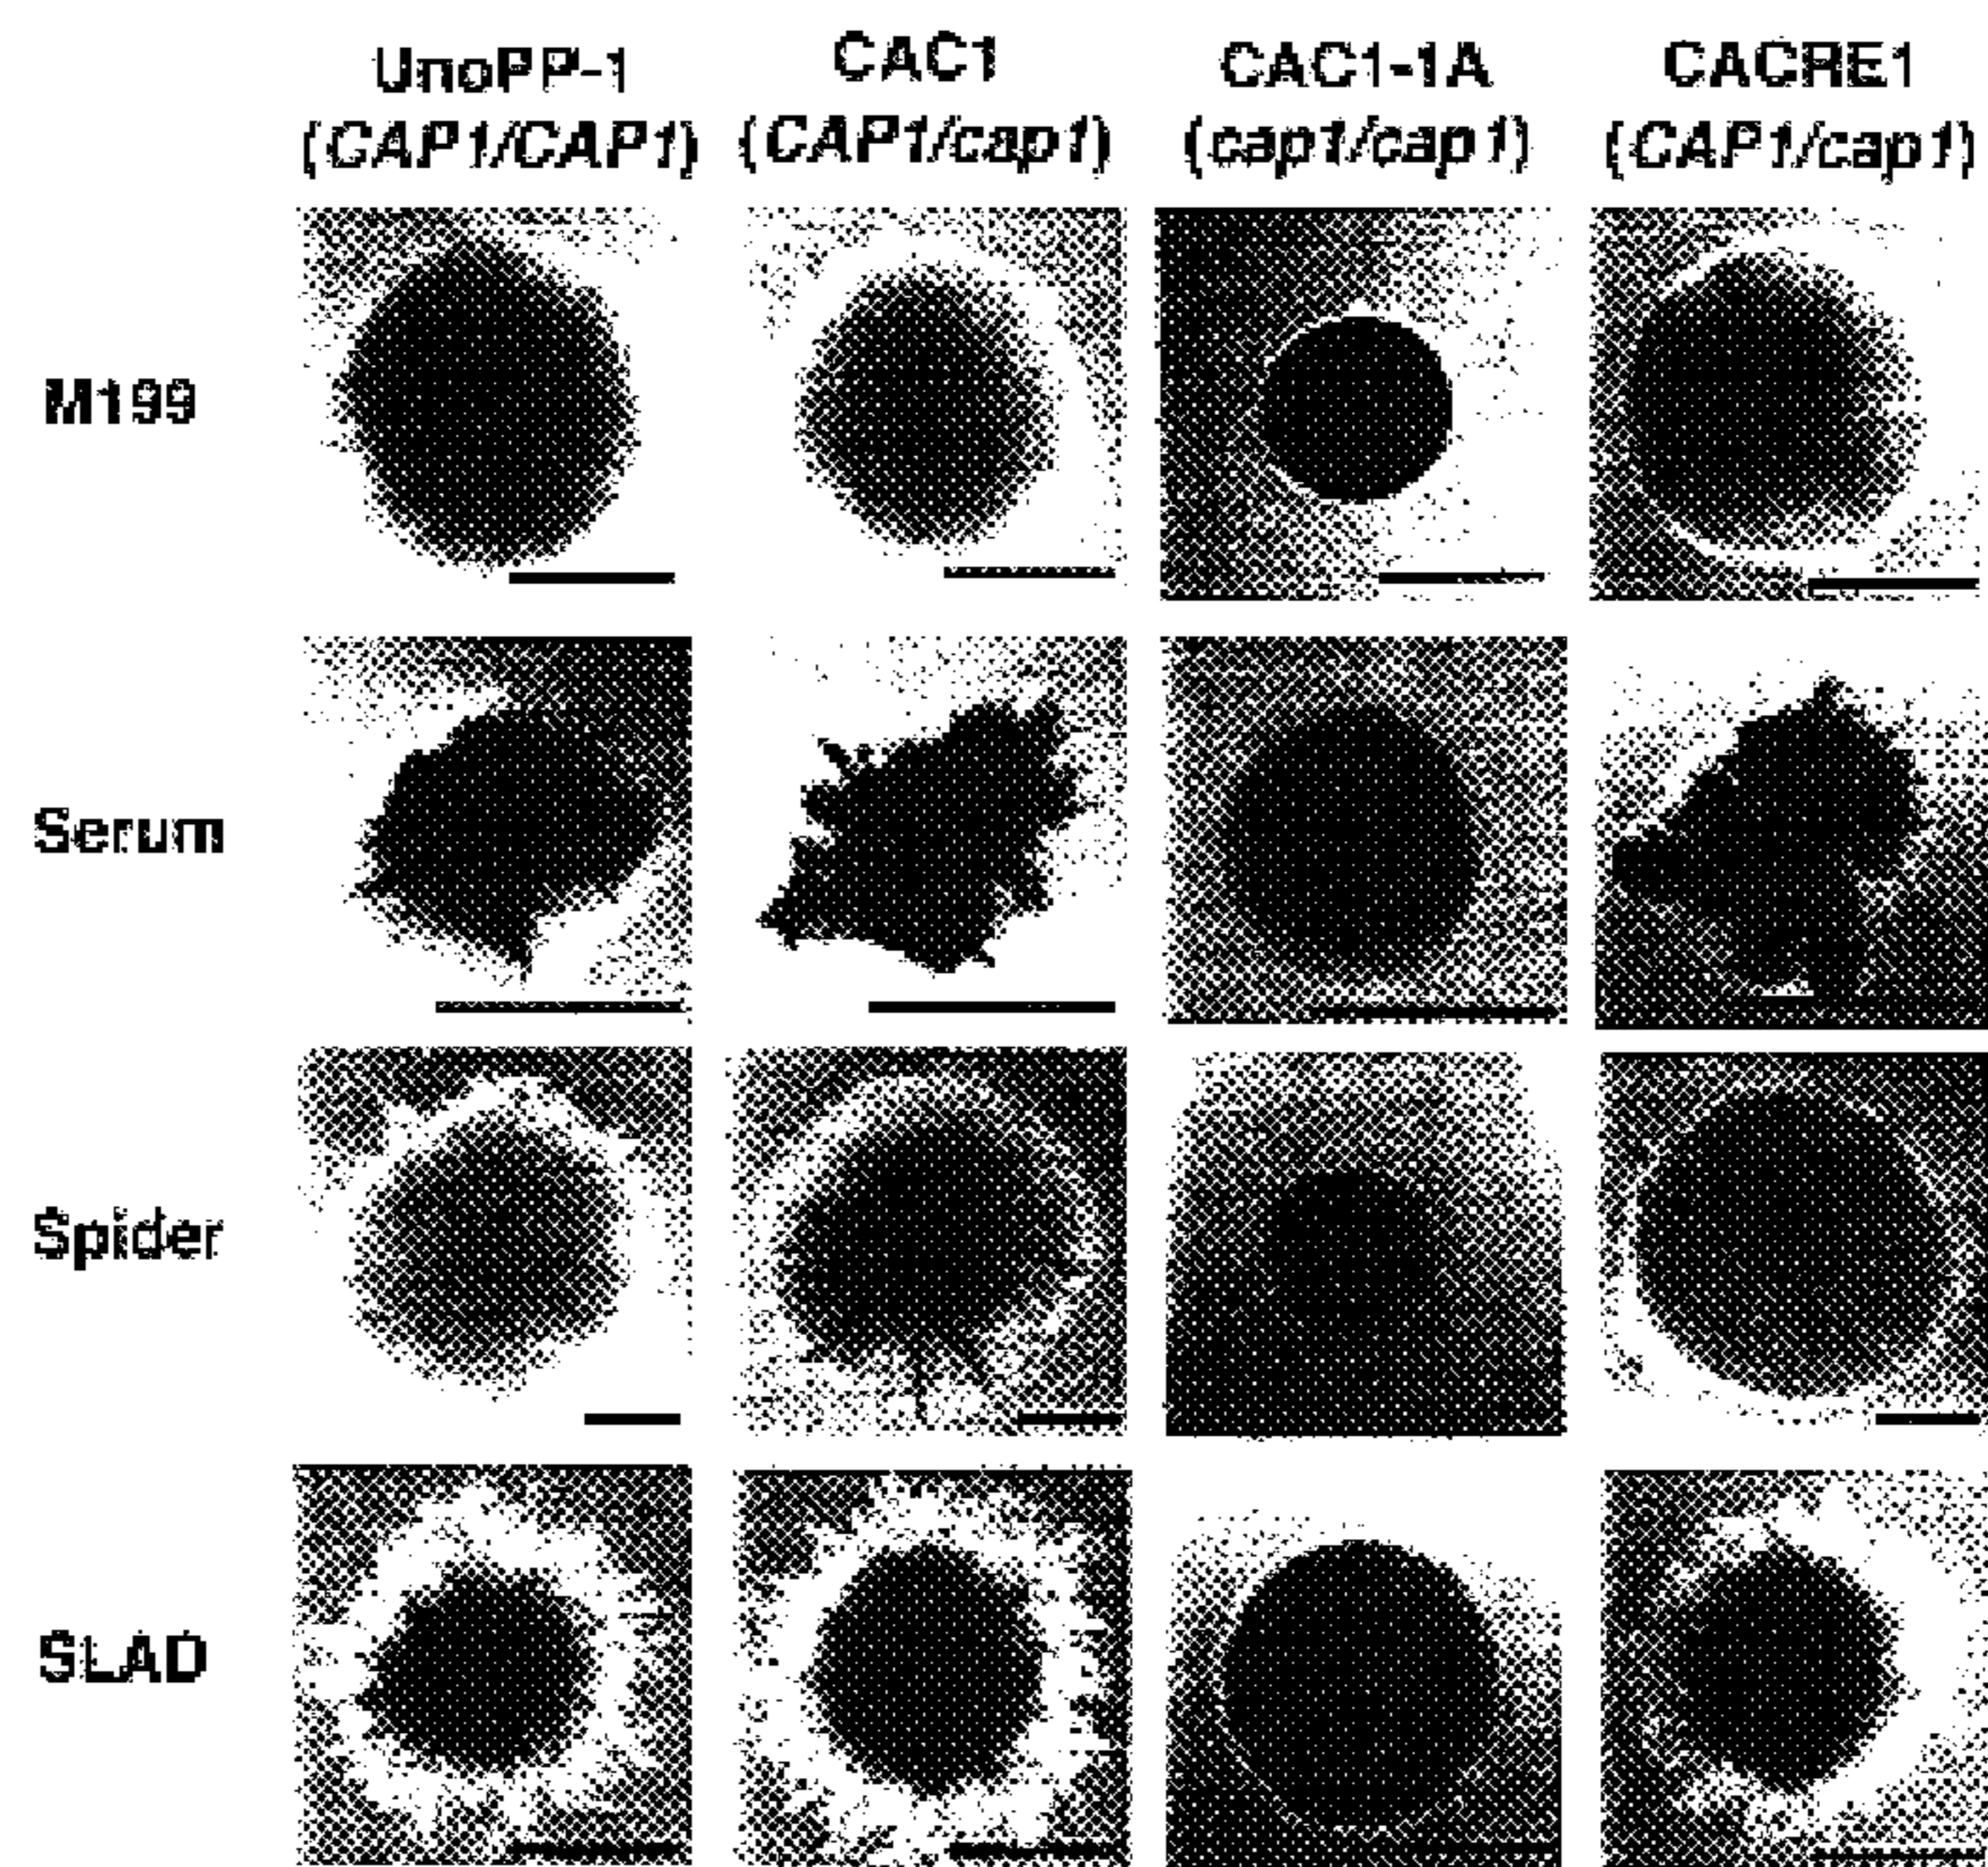 UnoPP-1 CAC1 CAC1-1A CACRE1
(CAP1/CAP1) (CAP1/cap1) (cap1/cap1) (CAP1/cap1)
M199
Serum
Spider
SLAD